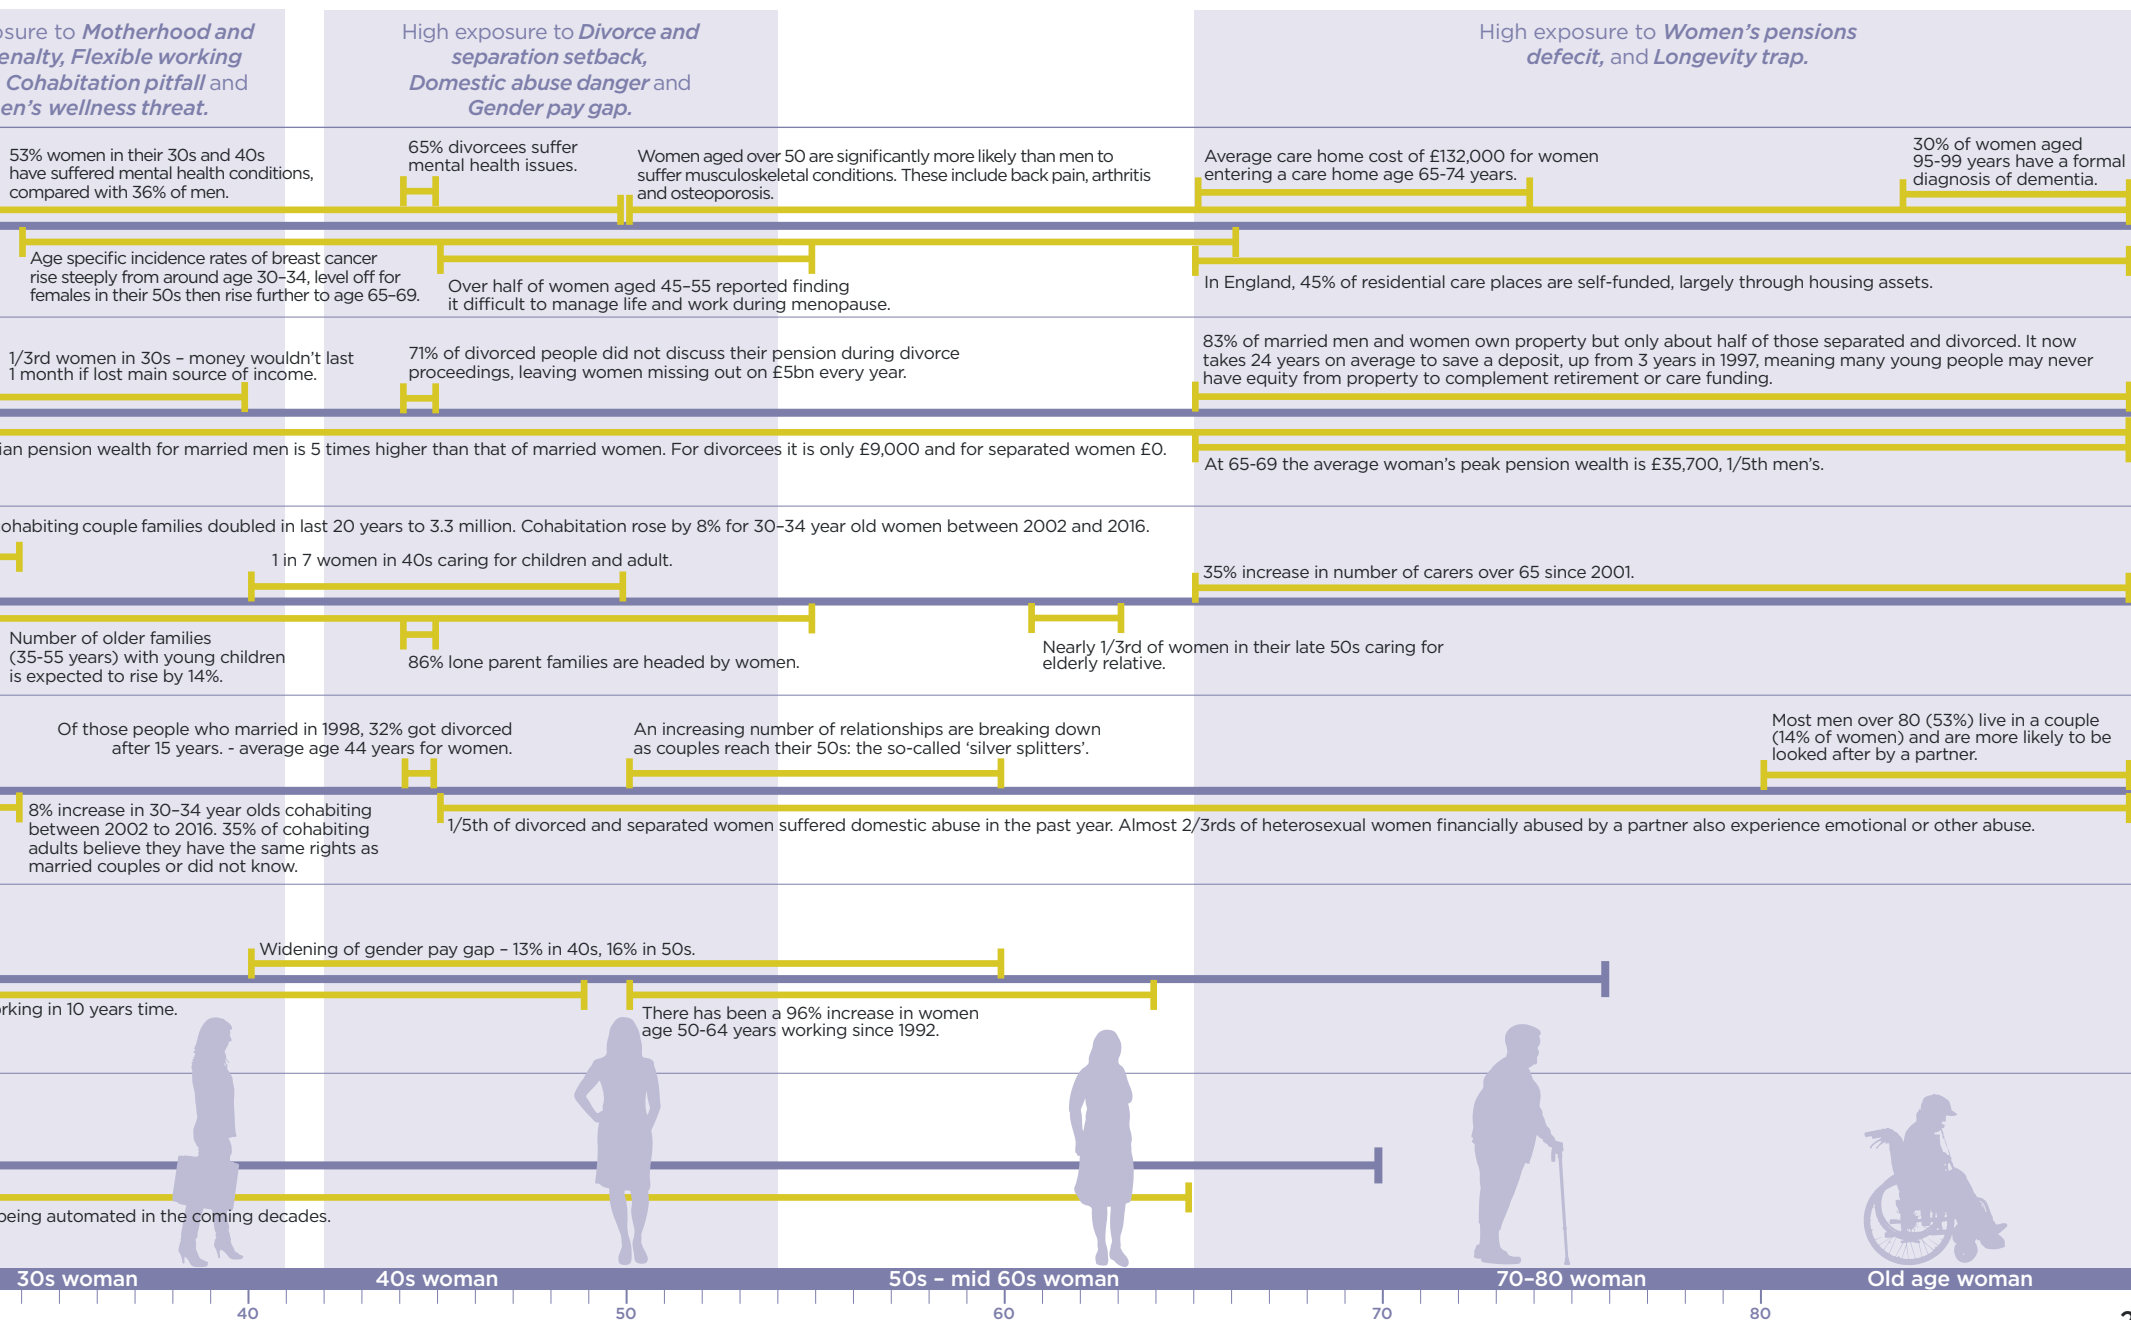 osure to Motherhood and
enalty, Flexible working
Cohabitation pitfall and
en's wellness threat.
High exposure to Divorce and
separation setback,
Domestic abuse danger and
Gender pay gap.
High exposure to Women's pensions
defecit, and Longevity trap.
53% women in their 30s and 40s
have suffered mental health conditions,
compared with 36% of men.
65% divorcees suffer
mental health issues.
Women aged over 50 are significantly more likely than men to
suffer musculoskeletal conditions. These include back pain, arthritis
and osteoporosis.
Average care home cost of £132,000 for women
entering a care home age 65-74 years.
30% of women aged
95-99 years have a formal
diagnosis of dementia.
Age specific incidence rates of breast cancer
rise steeply from around age 30–34, level off for
females in their 50s then rise further to age 65–69.
Over half of women aged 45–55 reported finding
it difficult to manage life and work during menopause.
In England, 45% of residential care places are self-funded, largely through housing assets.
1/3rd women in 30s – money wouldn't last
1 month if lost main source of income.
71% of divorced people did not discuss their pension during divorce
proceedings, leaving women missing out on £5bn every year.
83% of married men and women own property but only about half of those separated and divorced. It now
takes 24 years on average to save a deposit, up from 3 years in 1997, meaning many young people may never
have equity from property to complement retirement or care funding.
ian pension wealth for married men is 5 times higher than that of married women. For divorcees it is only £9,000 and for separated women £0.
At 65-69 the average woman's peak pension wealth is £35,700, 1/5th men's.
ohabiting couple families doubled in last 20 years to 3.3 million. Cohabitation rose by 8% for 30–34 year old women between 2002 and 2016.
1 in 7 women in 40s caring for children and adult.
35% increase in number of carers over 65 since 2001.
Number of older families
(35-55 years) with young children
is expected to rise by 14%.
86% lone parent families are headed by women.
Nearly 1/3rd of women in their late 50s caring for
elderly relative.
Of those people who married in 1998, 32% got divorced
after 15 years. - average age 44 years for women.
An increasing number of relationships are breaking down
as couples reach their 50s: the so-called 'silver splitters'.
Most men over 80 (53%) live in a couple
(14% of women) and are more likely to be
looked after by a partner.
8% increase in 30–34 year olds cohabiting
between 2002 to 2016. 35% of cohabiting
adults believe they have the same rights as
married couples or did not know.
1/5th of divorced and separated women suffered domestic abuse in the past year. Almost 2/3rds of heterosexual women financially abused by a partner also experience emotional or other abuse.
Widening of gender pay gap – 13% in 40s, 16% in 50s.
rking in 10 years time.
There has been a 96% increase in women
age 50-64 years working since 1992.
being automated in the coming decades.
30s woman
40s woman
50s – mid 60s woman
70–80 woman
Old age woman
40
50
60
70
80